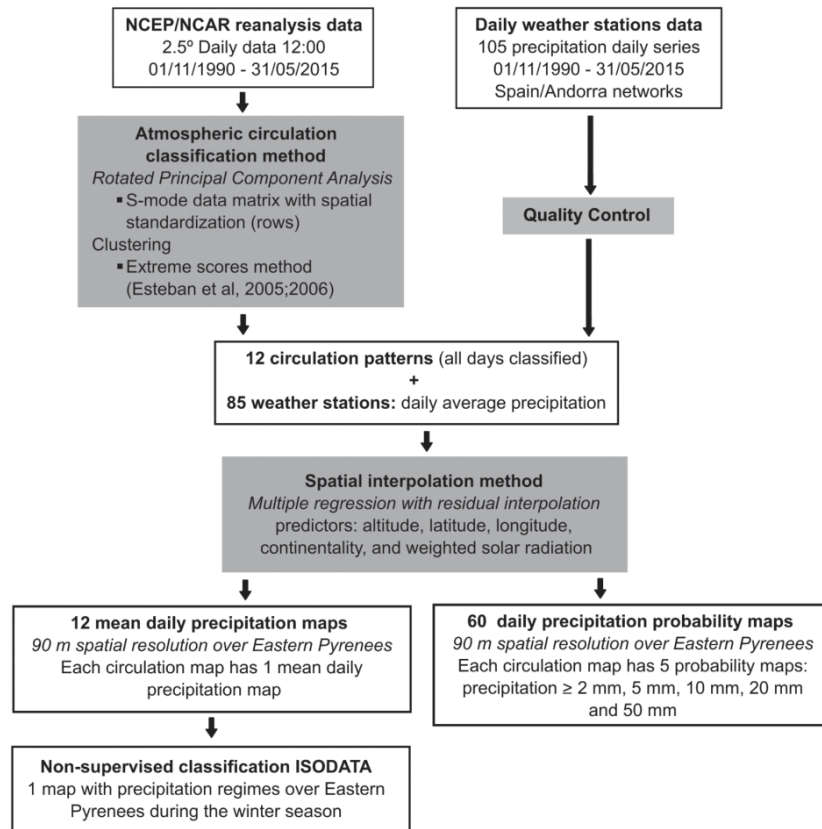 NCEP/NCAR reanalysis data
2.5º Daily data 12:00
01/11/1990 - 31/05/2015
Daily weather stations data
105 precipitation daily series
01/11/1990 - 31/05/2015
Spain/Andorra networks
Atmospheric circulation
classification method
Rotated Principal Component Analysis
▪ S-mode data matrix with spatial
standardization (rows)
Clustering
▪ Extreme scores method
(Esteban et al, 2005;2006)
Quality Control
12 circulation patterns (all days classified)
+
85 weather stations: daily average precipitation
Spatial interpolation method
Multiple regression with residual interpolation
predictors: altitude, latitude, longitude,
continentality, and weighted solar radiation
12 mean daily precipitation maps
90 m spatial resolution over Eastern Pyrenees
Each circulation map has 1 mean daily
precipitation map
60 daily precipitation probability maps
90 m spatial resolution over Eastern Pyrenees
Each circulation map has 5 probability maps:
precipitation ≥ 2 mm, 5 mm, 10 mm, 20 mm
and 50 mm
Non-supervised classification ISODATA
1 map with precipitation regimes over Eastern
Pyrenees during the winter season